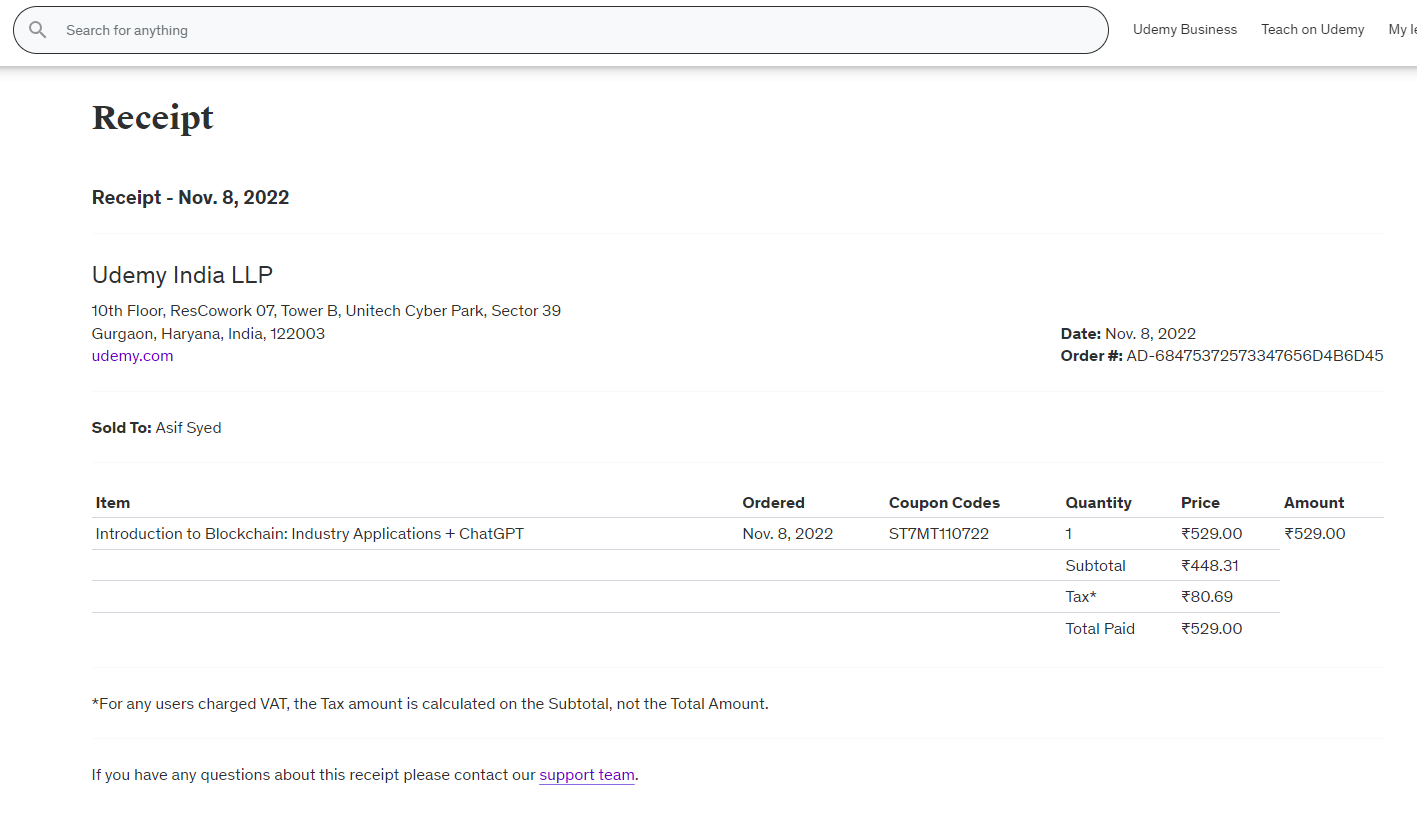 Search for anything
Udemy Business Teach on Udemy My
Receipt
Receipt - Nov. 8, 2022
Udemy India LLP
10th Floor, ResCowork 07, Tower B, Unitech Cyber Park, Sector 39
Gurgaon, Haryana, India, 122003
udemy.com
Date: Nov. 8, 2022
Order #: AD-68475372573347656D4B6D45
Sold To: Asif Syed
Item Ordered Coupon Codes Quantity Price Amount
Introduction to Blockchain: Industry Applications + ChatGPT Nov. 8, 2022 ST7MT110722 1 ₹529.00 ₹529.00
Subtotal ₹448.31
Tax* ₹80.69
Total Paid ₹529.00
*For any users charged VAT, the Tax amount is calculated on the Subtotal, not the Total Amount.
If you have any questions about this receipt please contact our support team.